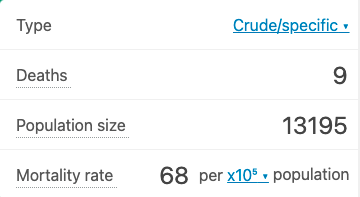 Type Crude/specific ▾
Deaths 9
Population size 13195
Mortality rate 68 per x10⁵ ▾ population